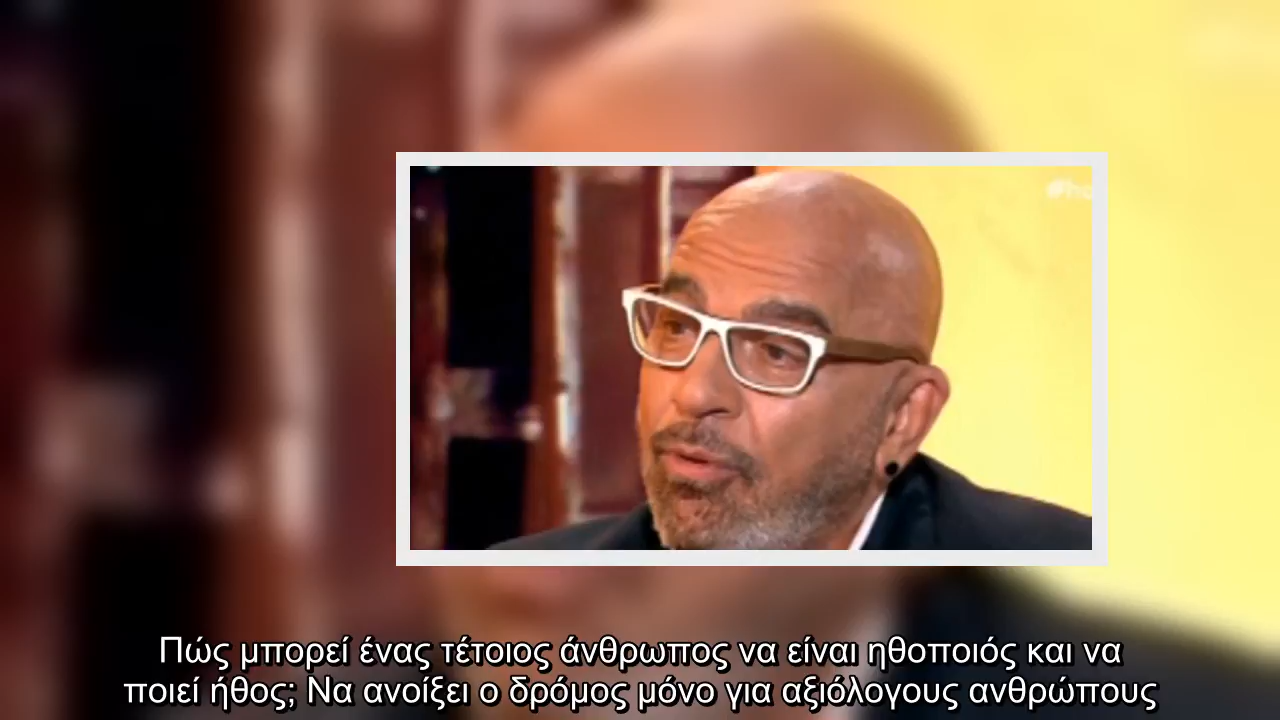 #ho
Πώς μπορεί ένας τέτοιος άνθρωπος να είναι ηθοποιός και να
ποιεί ήθος; Να ανοίξει ο δρόμος μόνο για αξιόλογους ανθρώπους